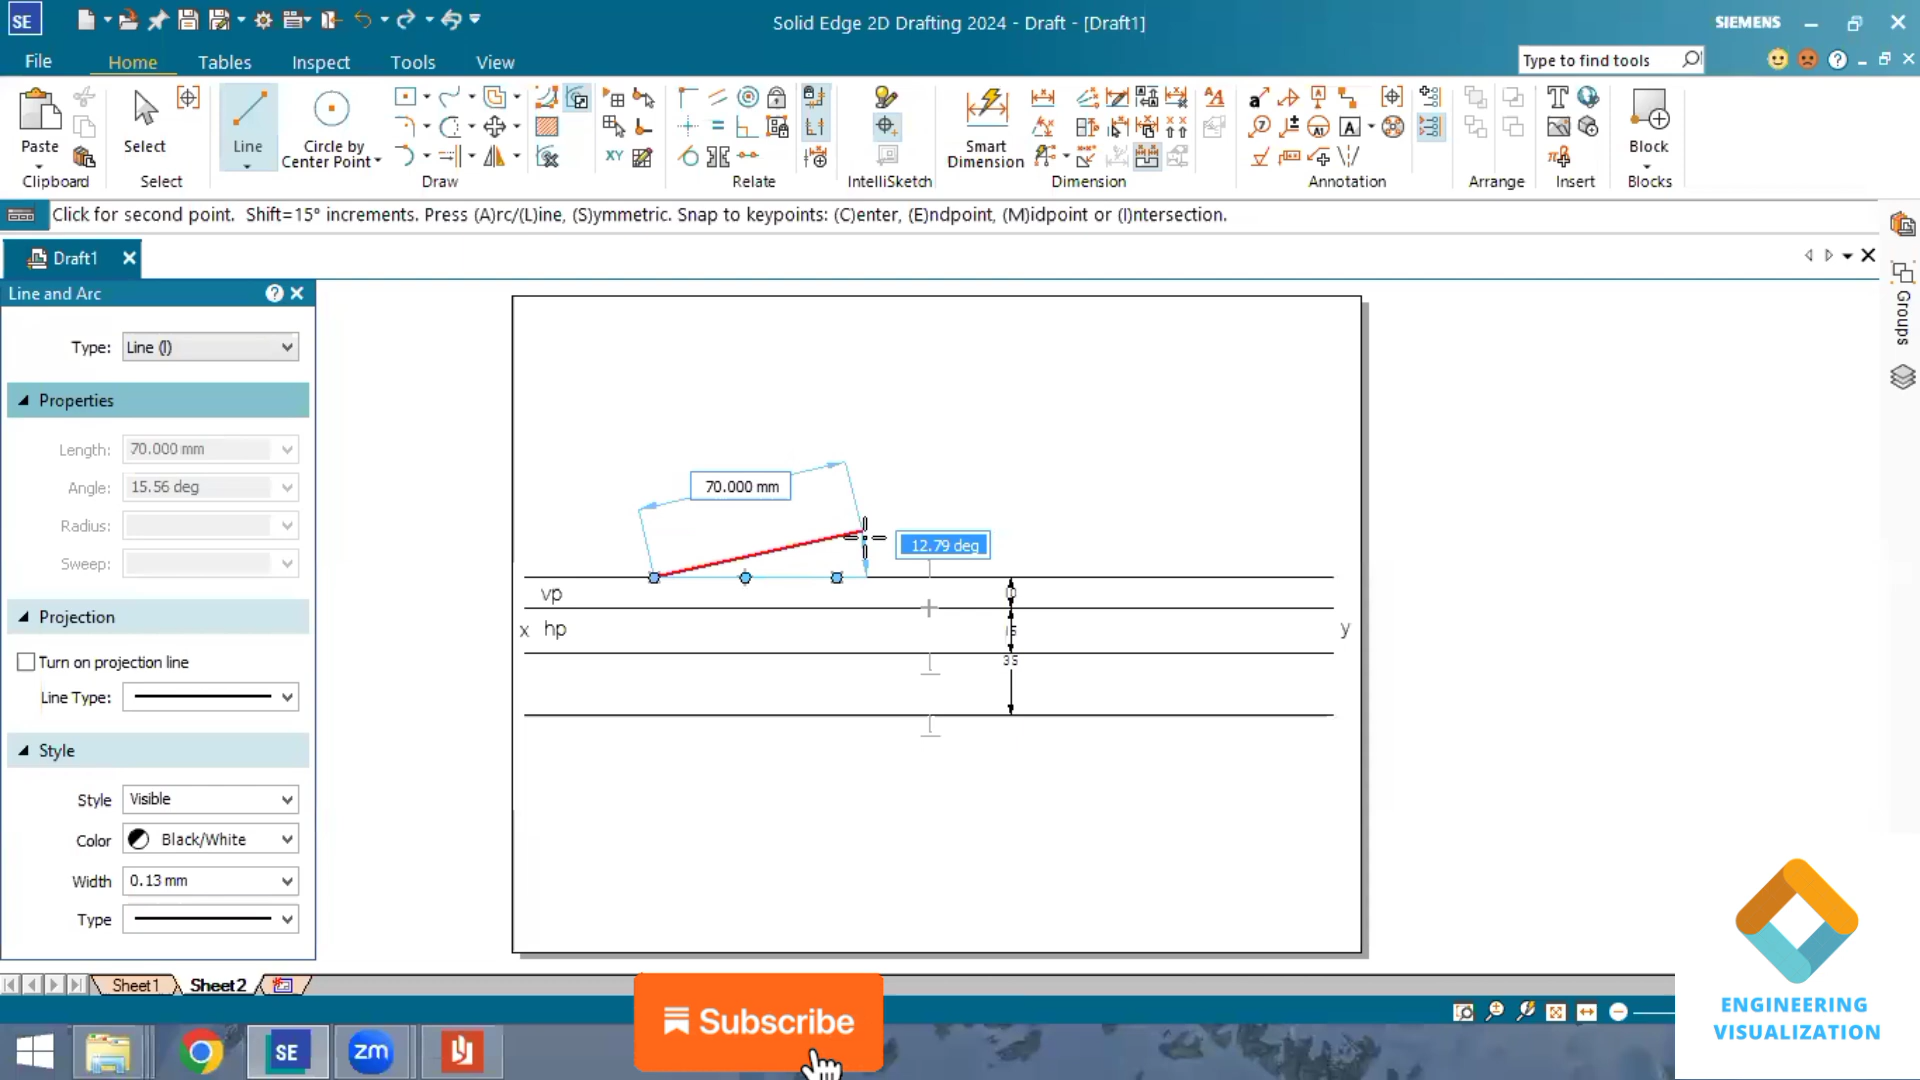 SE
Solid Edge 2D Drafting 2024 - Draft - [Draft1]
SIEMENS
File
Home
Tables
Inspect
Tools
View
Type to find tools
Paste
Select
Line
Circle by
Center Point
Smart
Dimension
Block
Clipboard
Select
Draw
Relate
IntelliSketch
Dimension
Annotation
Arrange
Insert
Blocks
Click for second point. Shift=15° increments. Press (A)rc/(L)ine, (S)ymmetric. Snap to keypoints: (C)enter, (E)ndpoint, (M)idpoint or (I)ntersection.
Draft1
Line and Arc
Type: Line (l)
Properties
Length: 70.000 mm
Angle: 15.56 deg
Radius:
Sweep:
Projection
Turn on projection line
Line Type:
Style
Style Visible
Color Black/White
Width 0.13 mm
Type
70.000 mm
12.79 deg
vp
x hp
15
y
35
Groups
Sheet1
Sheet2
Subscribe
SE
zm
ENGINEERING
VISUALIZATION